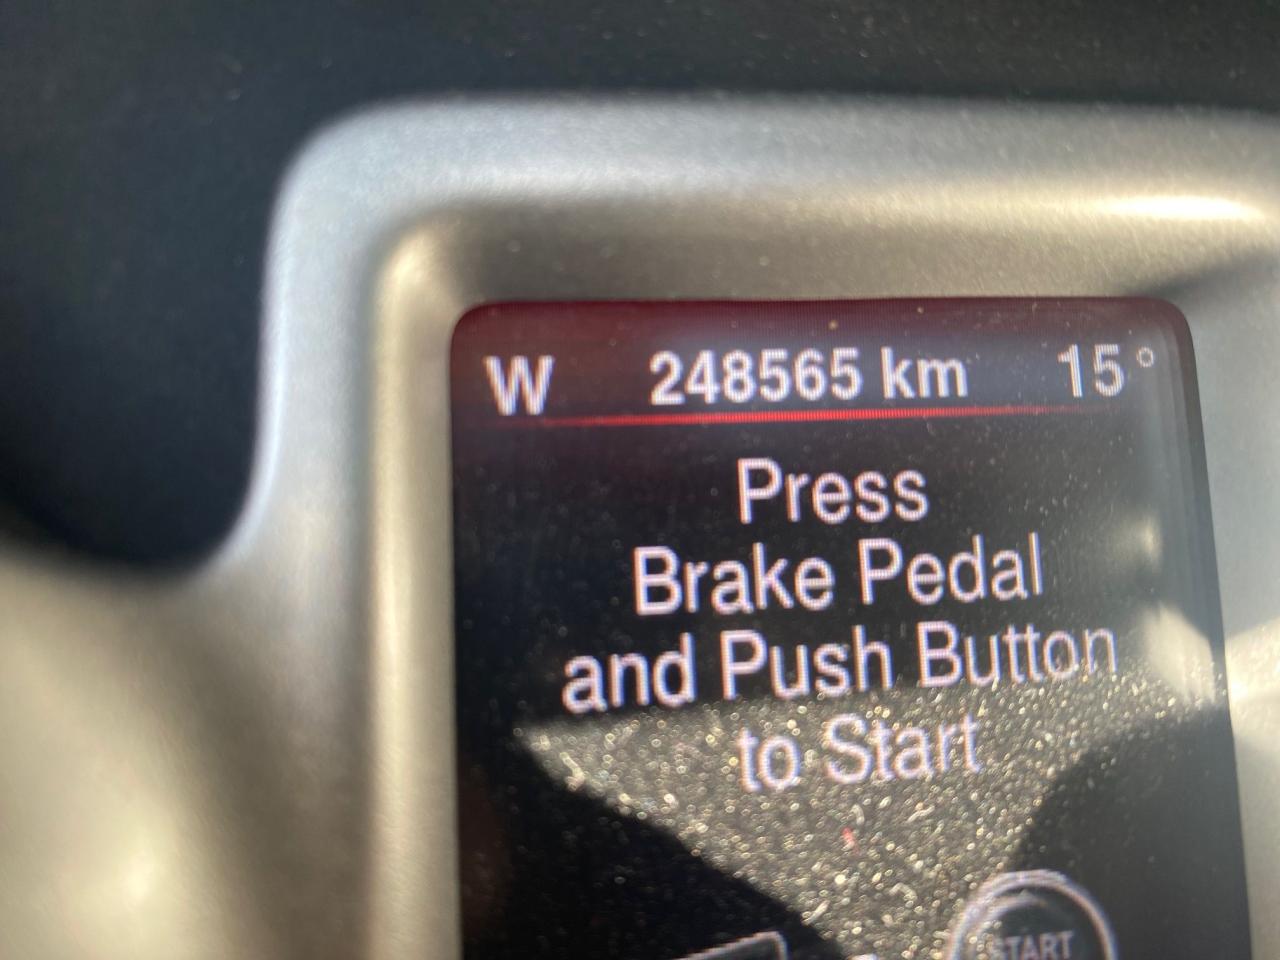 W 248565 km 15°
Press
Brake Pedal
and Push Button
to Start
START